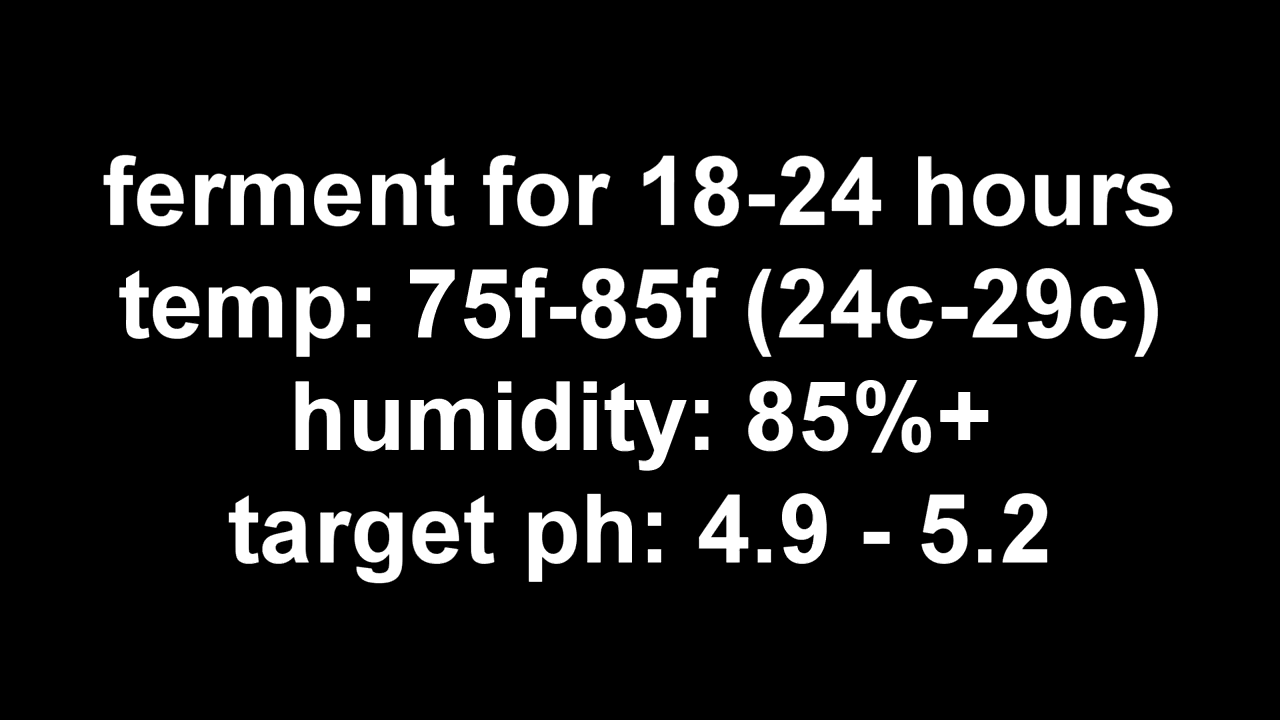 ferment for 18-24 hours
temp: 75f-85f (24c-29c)
humidity: 85%+
target ph: 4.9 - 5.2